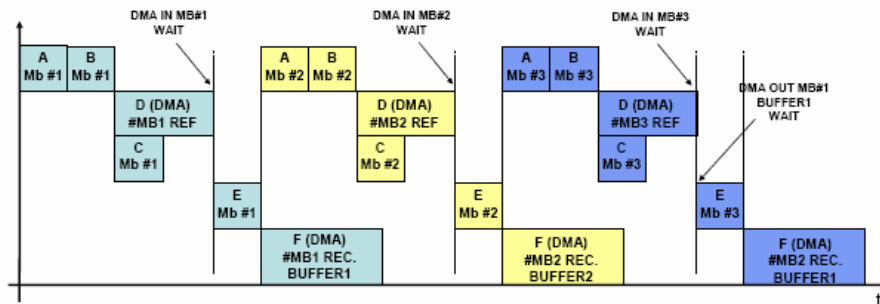 DMA IN MB#1
WAIT
DMA IN MB#2
WAIT
DMA IN MB#3
WAIT
A
Mb #1
B
Mb #1
A
Mb #2
B
Mb #2
A
Mb #3
B
Mb #3
DMA OUT MB#1
BUFFER1
WAIT
D (DMA)
#MB1 REF
D (DMA)
#MB2 REF
D (DMA)
#MB3 REF
C
Mb #1
C
Mb #2
C
Mb #3
E
Mb #1
E
Mb #2
E
Mb #3
F (DMA)
#MB1 REC.
BUFFER1
F (DMA)
#MB2 REC.
BUFFER2
F (DMA)
#MB2 REC.
BUFFER1
t